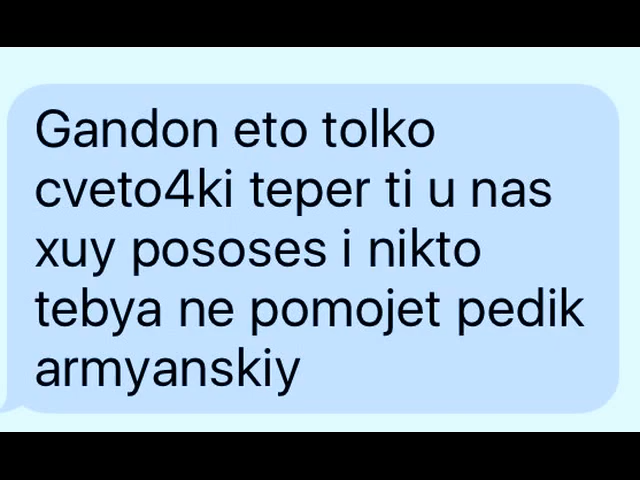 Gandon eto tolko
cveto4ki teper ti u nas
xuy pososes i nikto
tebya ne pomojet pedik
armyanskiy